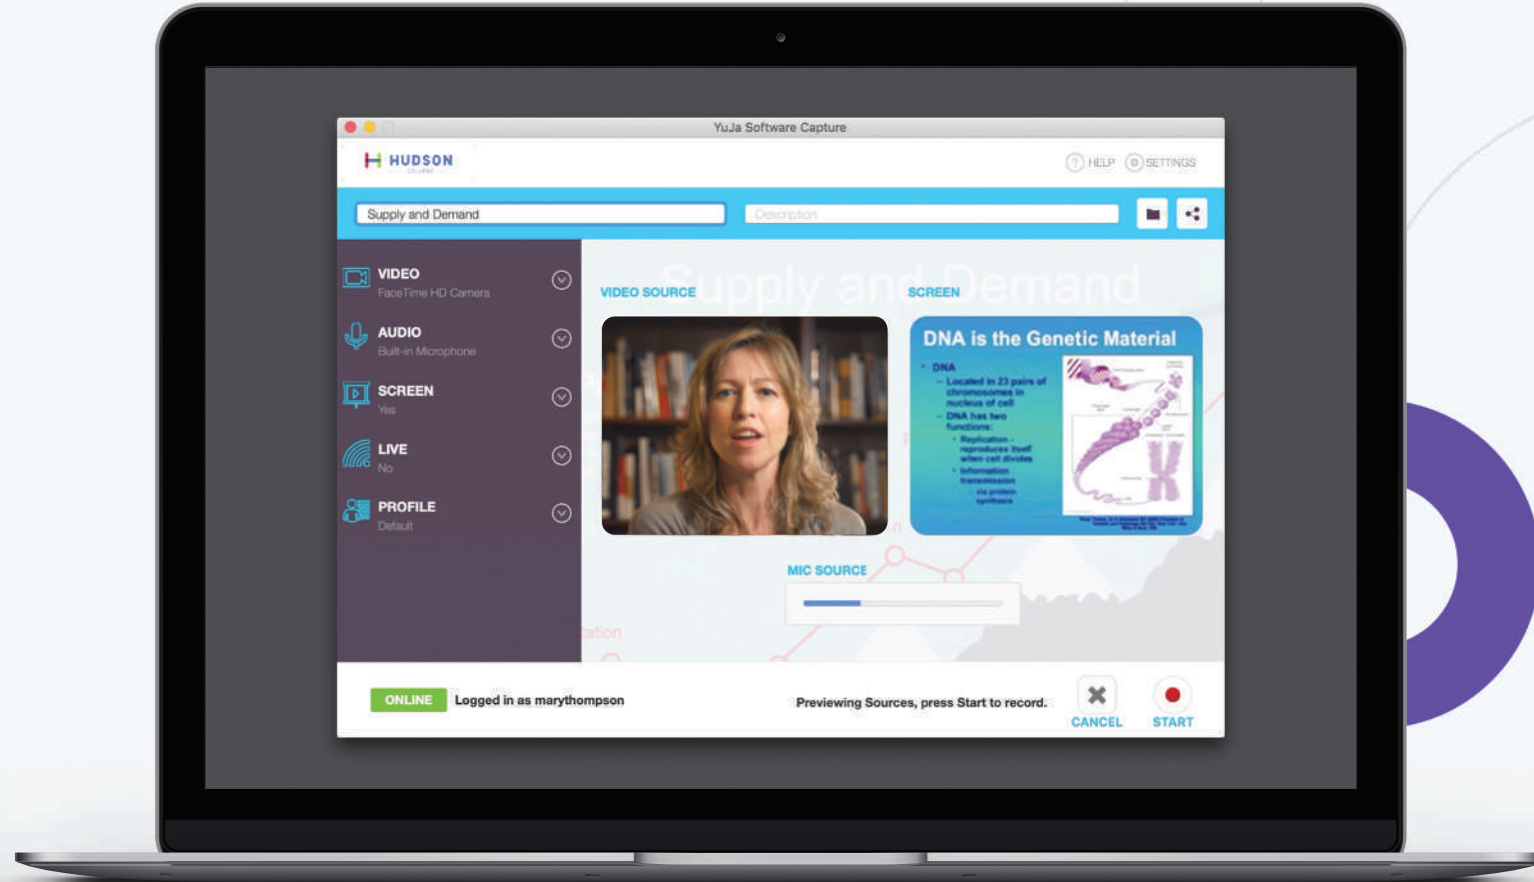 YuJa Software Capture
HUDSON
COLLEGE
HELP
SETTINGS
Supply and Demand
Description
VIDEO
FaceTime HD Camera
AUDIO
Built-in Microphone
SCREEN
Yes
LIVE
No
PROFILE
Default
Supply and Demand
VIDEO SOURCE
SCREEN
DNA is the Genetic Material
DNA
– Located in 23 pairs of
chromosomes in
nucleus of cell
– DNA has two
functions:
Replication -
reproduces itself
when cell divides
Information
transmission
- via protein
synthesis
MIC SOURCE
tation
ONLINE
Logged in as marythompson
Previewing Sources, press Start to record.
CANCEL
START